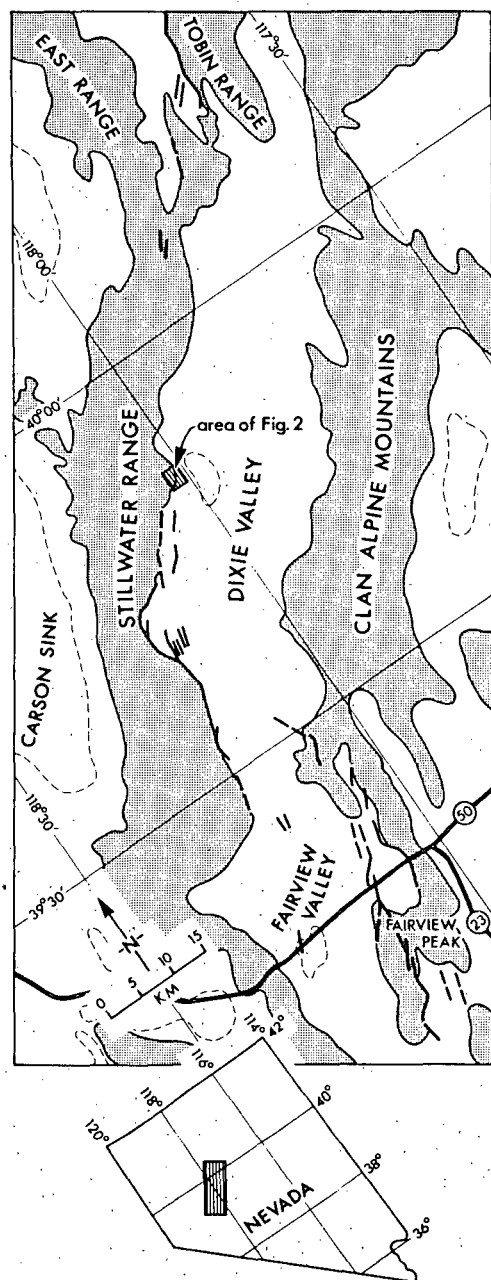 EAST RANGE
TOBIN RANGE
117°30'
118°00'
40°00'
STILLWATER RANGE
area of Fig. 2
DIXIE VALLEY
CLAN ALPINE MOUNTAINS
CARSON SINK
118°30'
39°30'
N
0 5 10 15
KM
FAIRVIEW VALLEY
50
FAIRVIEW PEAK
23
120°
118°
116°
114°
42°
40°
38°
36°
NEVADA